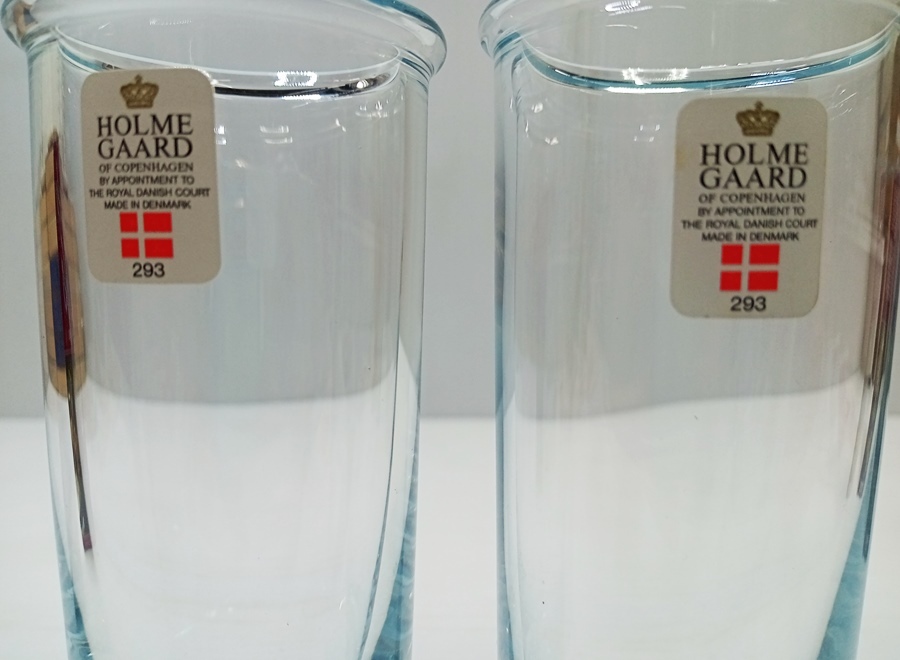 HOLME
GAARD
OF COPENHAGEN
BY APPOINTMENT TO
THE ROYAL DANISH COURT
MADE IN DENMARK
293
HOLME
GAARD
OF COPENHAGEN
BY APPOINTMENT TO
THE ROYAL DANISH COURT
MADE IN DENMARK
293